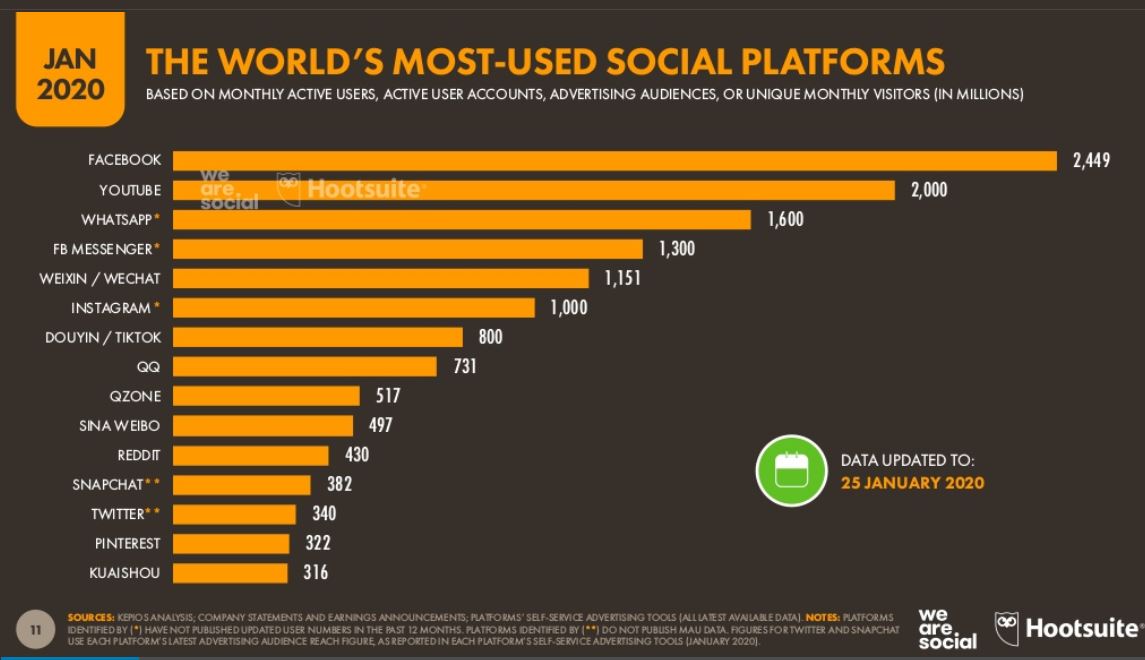 JAN
2020
THE WORLD'S MOST-USED SOCIAL PLATFORMS
BASED ON MONTHLY ACTIVE USERS, ACTIVE USER ACCOUNTS, ADVERTISING AUDIENCES, OR UNIQUE MONTHLY VISITORS (IN MILLIONS)
FACEBOOK 2,449
we
are
social
Hootsuite®
YOUTUBE 2,000
WHATSAPP* 1,600
FB MESSENGER* 1,300
WEIXIN / WECHAT 1,151
INSTAGRAM* 1,000
DOUYIN / TIKTOK 800
QQ 731
QZONE 517
SINA WEIBO 497
REDDIT 430
SNAPCHAT** 382
TWITTER** 340
PINTEREST 322
KUAISHOU 316
DATA UPDATED TO:
25 JANUARY 2020
11
SOURCES: KEPIOS ANALYSIS; COMPANY STATEMENTS AND EARNINGS ANNOUNCEMENTS; PLATFORMS' SELF-SERVICE ADVERTISING TOOLS (ALL LATEST AVAILABLE DATA). NOTES: PLATFORMS
IDENTIFIED BY (*) HAVE NOT PUBLISHED UPDATED USER NUMBERS IN THE PAST 12 MONTHS. PLATFORMS IDENTIFIED BY (**) DO NOT PUBLISH MAU DATA. FIGURES FOR TWITTER AND SNAPCHAT
USE EACH PLATFORM'S LATEST ADVERTISING AUDIENCE REACH FIGURE, AS REPORTED IN EACH PLATFORM'S SELF-SERVICE ADVERTISING TOOLS (JANUARY 2020).
we
are
social
Hootsuite®